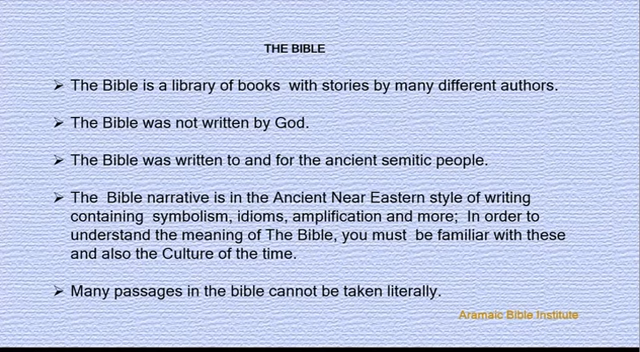 THE BIBLE
➢ The Bible is a library of books with stories by many different authors.
➢ The Bible was not written by God.
➢ The Bible was written to and for the ancient semitic people.
➢ The Bible narrative is in the Ancient Near Eastern style of writing
containing symbolism, idioms, amplification and more; In order to
understand the meaning of The Bible, you must be familiar with these
and also the Culture of the time.
➢ Many passages in the bible cannot be taken literally.
Aramaic Bible Institute